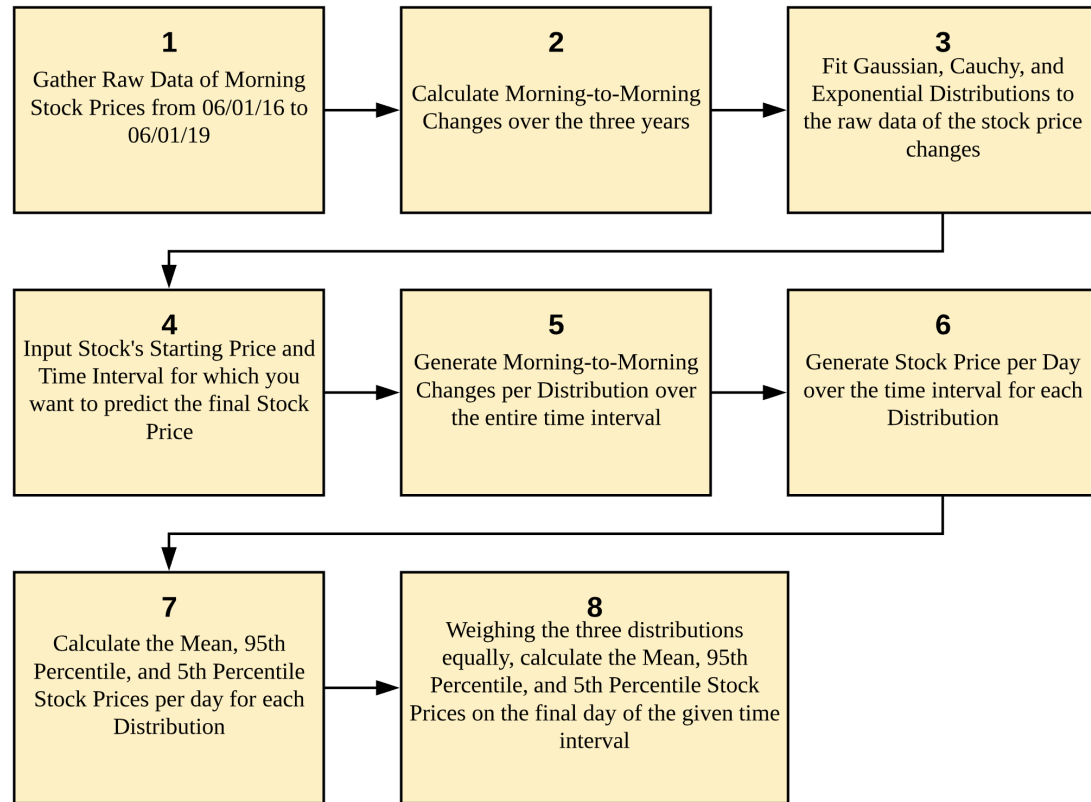 1
Gather Raw Data of Morning
Stock Prices from 06/01/16 to
06/01/19
2
Calculate Morning-to-Morning
Changes over the three years
3
Fit Gaussian, Cauchy, and
Exponential Distributions to
the raw data of the stock price
changes
4
Input Stock's Starting Price and
Time Interval for which you
want to predict the final Stock
Price
5
Generate Morning-to-Morning
Changes per Distribution over
the entire time interval
6
Generate Stock Price per Day
over the time interval for each
Distribution
7
Calculate the Mean, 95th
Percentile, and 5th Percentile
Stock Prices per day for each
Distribution
8
Weighing the three distributions
equally, calculate the Mean, 95th
Percentile, and 5th Percentile Stock
Prices on the final day of the given time
interval